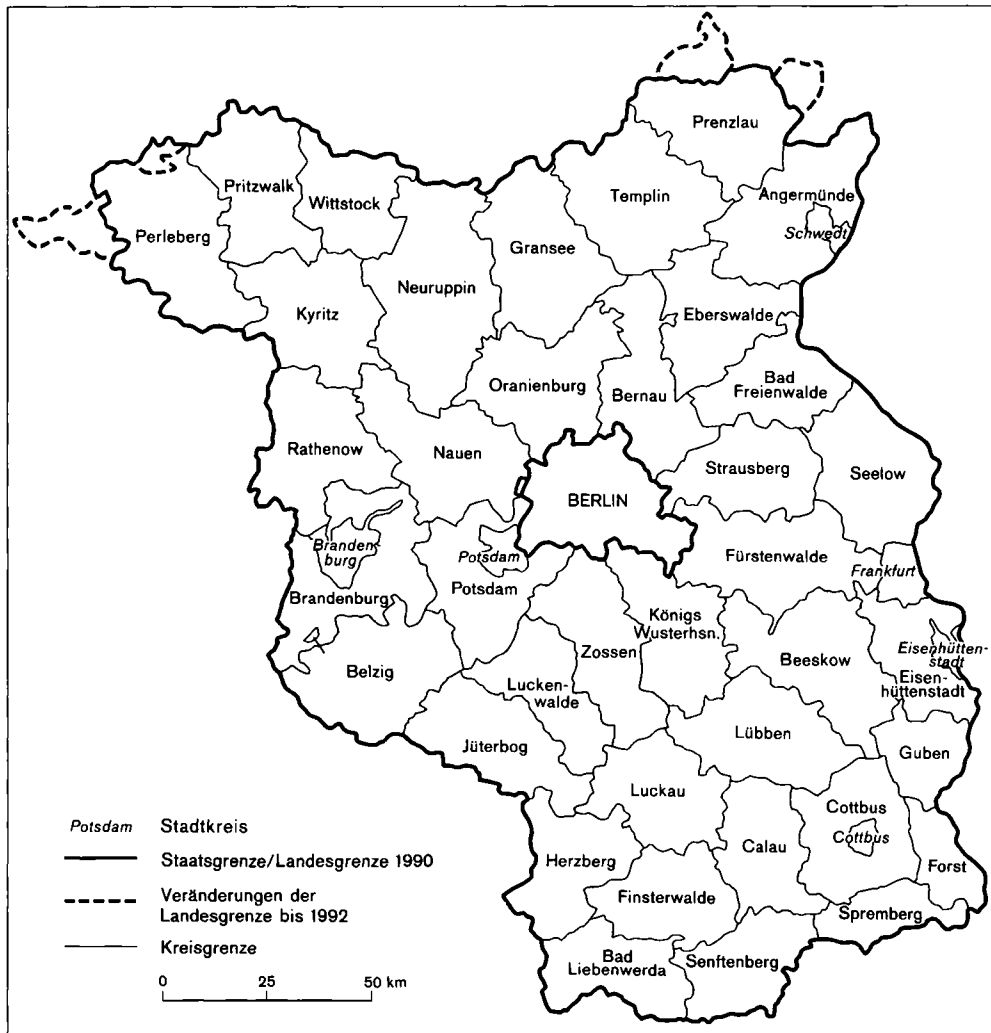 Prenzlau
Templin
Angermünde
Schwedt
Pritzwalk
Wittstock
Perleberg
Gransee
Neuruppin
Kyritz
Eberswalde
Oranienburg
Bernau
Bad
Freienwalde
Rathenow
Nauen
Strausberg
Seelow
BERLIN
Branden-
burg
Potsdam
Potsdam
Fürstenwalde
Frankfurt
Brandenburg
Königs
Wusterhsn.
Zossen
Beeskow
Eisenhütten-
stadt
Eisen-
hüttenstadt
Belzig
Lucken-
walde
Jüterbog
Lübben
Guben
Luckau
Cottbus
Cottbus
Calau
Forst
Herzberg
Finsterwalde
Spremberg
Bad
Liebenwerda
Senftenberg
Potsdam Stadtkreis
Staatsgrenze/Landesgrenze 1990
Veränderungen der
Landesgrenze bis 1992
Kreisgrenze
0 25 50 km